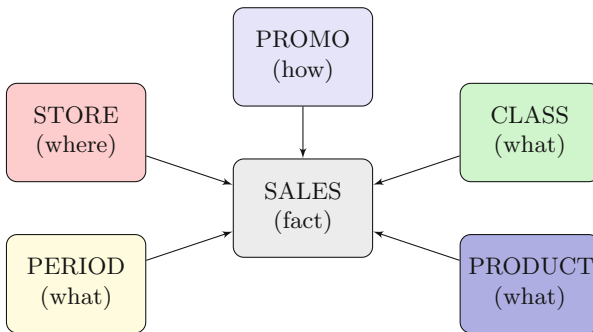 PROMO
(how)
STORE
(where)
CLASS
(what)
SALES
(fact)
PERIOD
(what)
PRODUCT
(what)